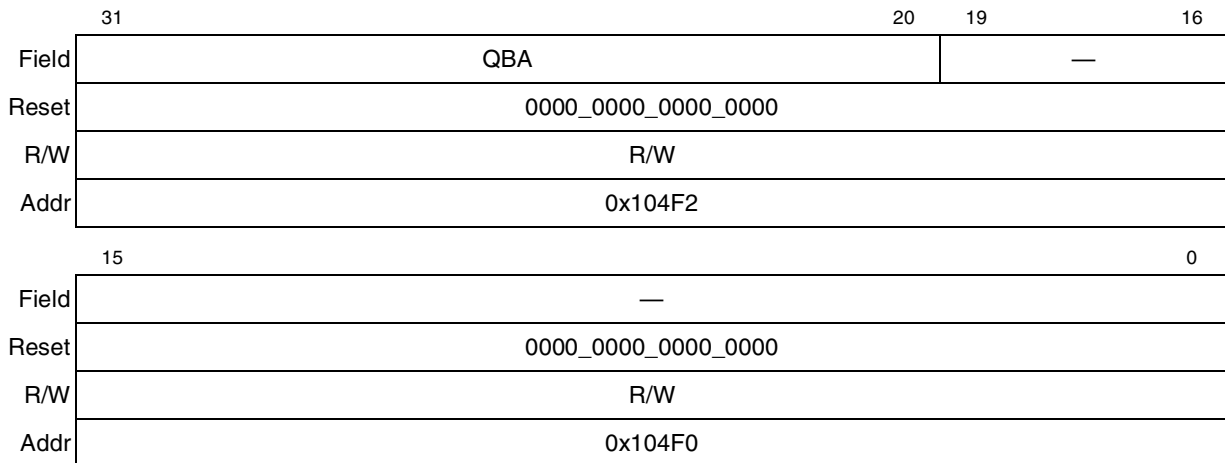 31 20 19 16
Field QBA —
Reset 0000_0000_0000_0000
R/W R/W
Addr 0x104F2
15 0
Field —
Reset 0000_0000_0000_0000
R/W R/W
Addr 0x104F0